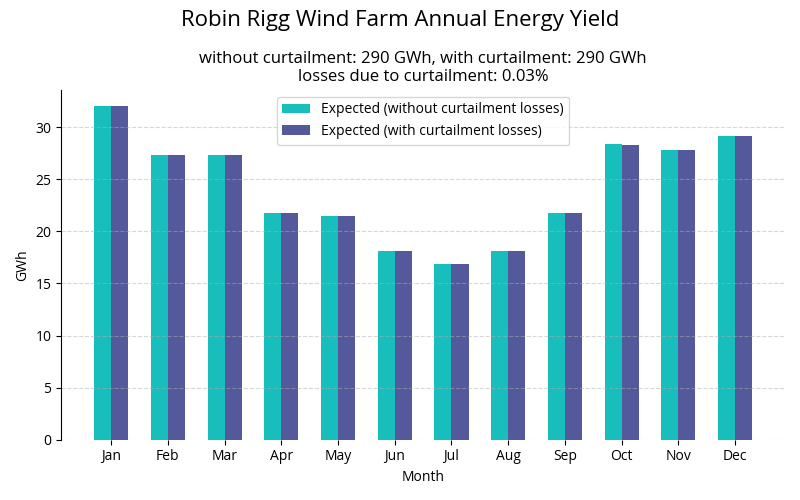 Robin Rigg Wind Farm Annual Energy Yield
without curtailment: 290 GWh, with curtailment: 290 GWh
losses due to curtailment: 0.03%
Expected (without curtailment losses)
Expected (with curtailment losses)
GWh
30
25
20
15
10
5
0
Jan Feb Mar Apr May Jun Jul Aug Sep Oct Nov Dec
Month